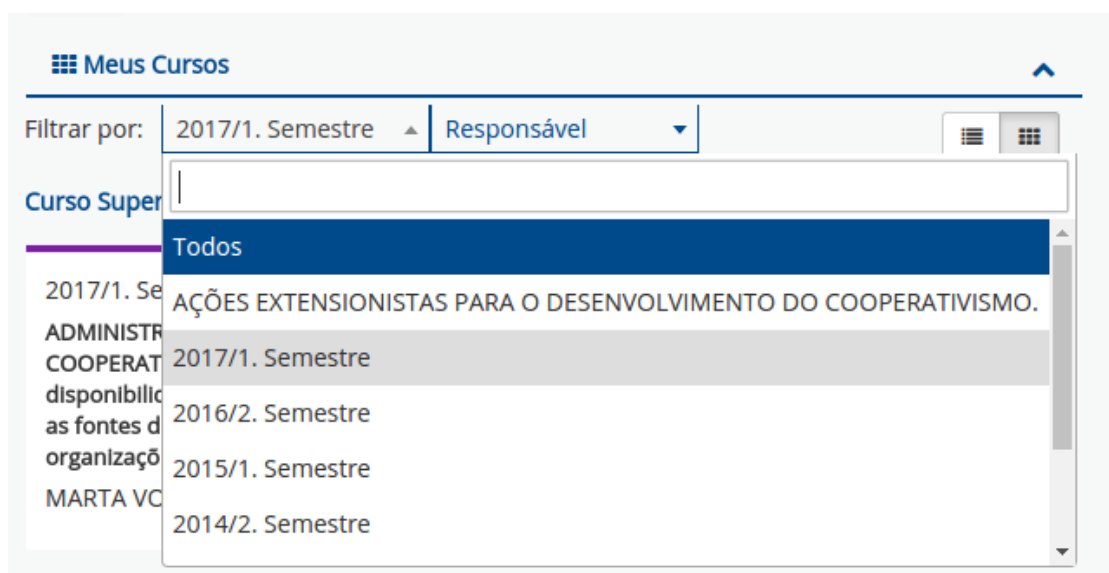 Meus Cursos
Filtrar por: 2017/1. Semestre Responsável
Curso Super
Todos
AÇÕES EXTENSIONISTAS PARA O DESENVOLVIMENTO DO COOPERATIVISMO.
2017/1. Semestre
2016/2. Semestre
2015/1. Semestre
2014/2. Semestre
2017/1. Se
ADMINISTR
COOPERAT
disponibilid
as fontes d
organizaçõ
MARTA VO